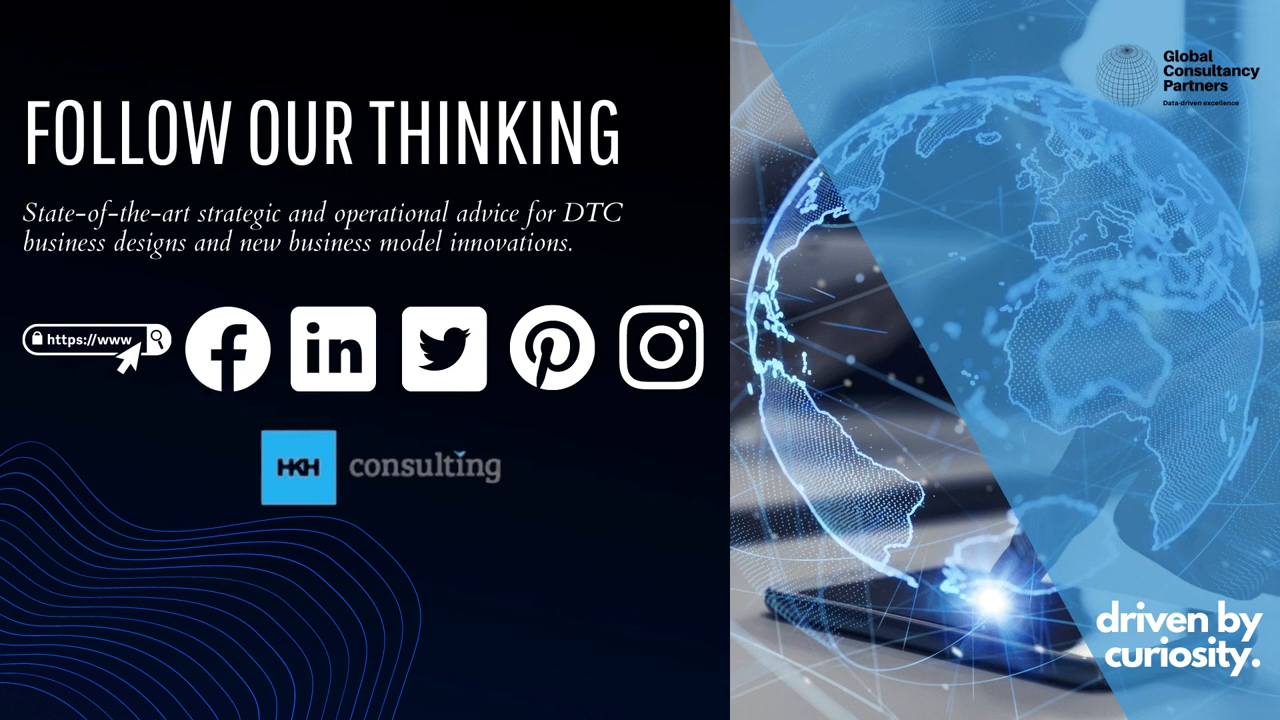 FOLLOW OUR THINKING
State-of-the-art strategic and operational advice for DTC
business designs and new business model innovations.
https://www
in
HKH consulting
Global
Consultancy
Partners
Data-driven excellence
driven by
curiosity.